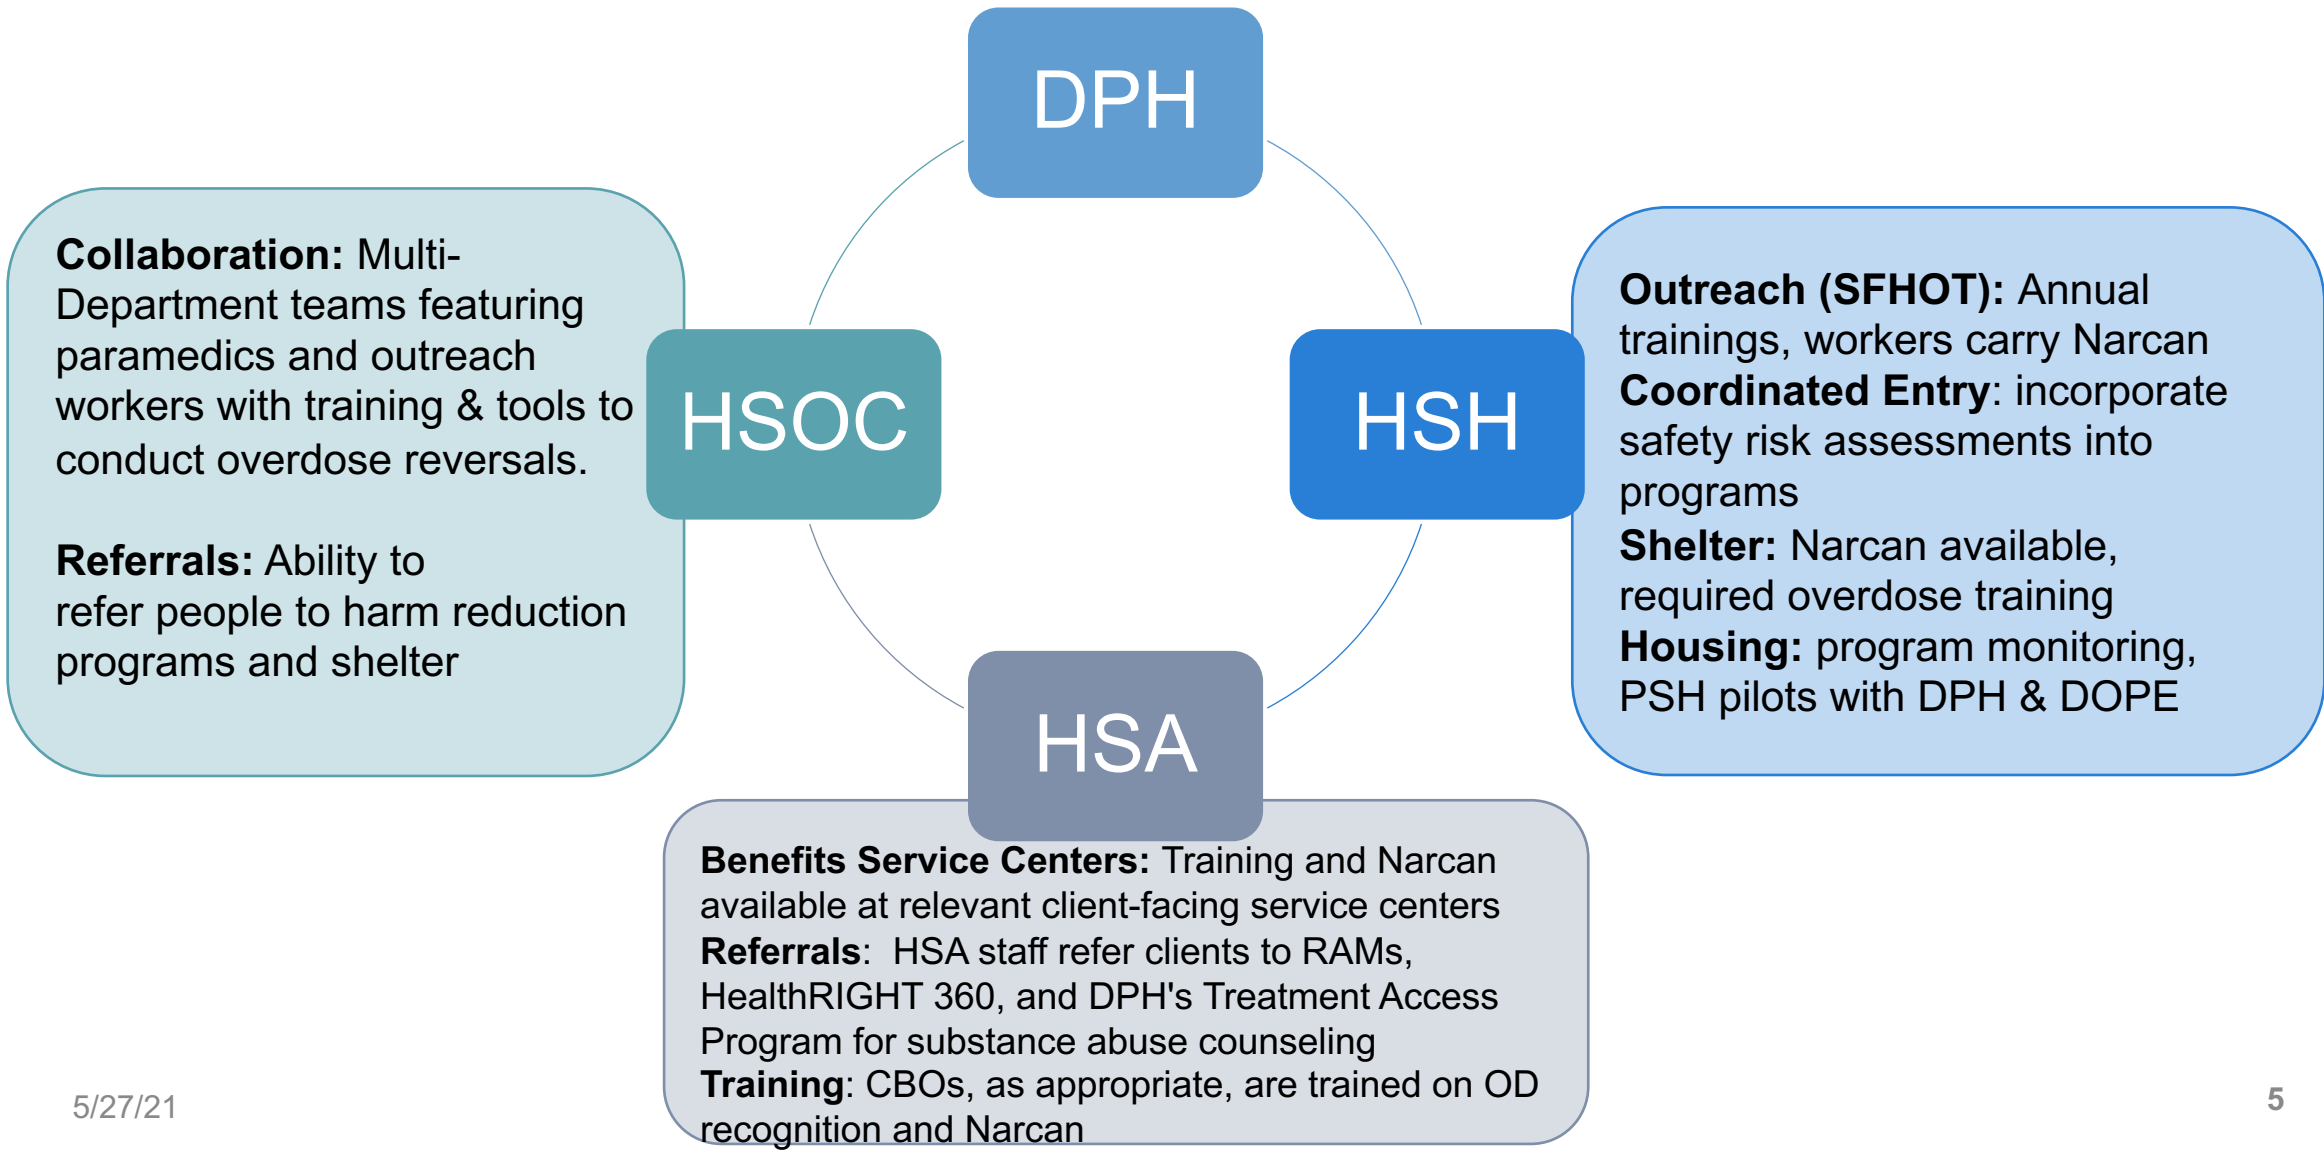 DPH
Collaboration: Multi-
Department teams featuring
paramedics and outreach
workers with training & tools to
conduct overdose reversals.
Referrals: Ability to
refer people to harm reduction
programs and shelter
HSOC
HSH
Outreach (SFHOT): Annual
trainings, workers carry Narcan
Coordinated Entry: incorporate
safety risk assessments into
programs
Shelter: Narcan available,
required overdose training
Housing: program monitoring,
PSH pilots with DPH & DOPE
HSA
Benefits Service Centers: Training and Narcan
available at relevant client-facing service centers
Referrals:  HSA staff refer clients to RAMs,
HealthRIGHT 360, and DPH's Treatment Access
Program for substance abuse counseling
Training: CBOs, as appropriate, are trained on OD
recognition and Narcan
5/27/21
5